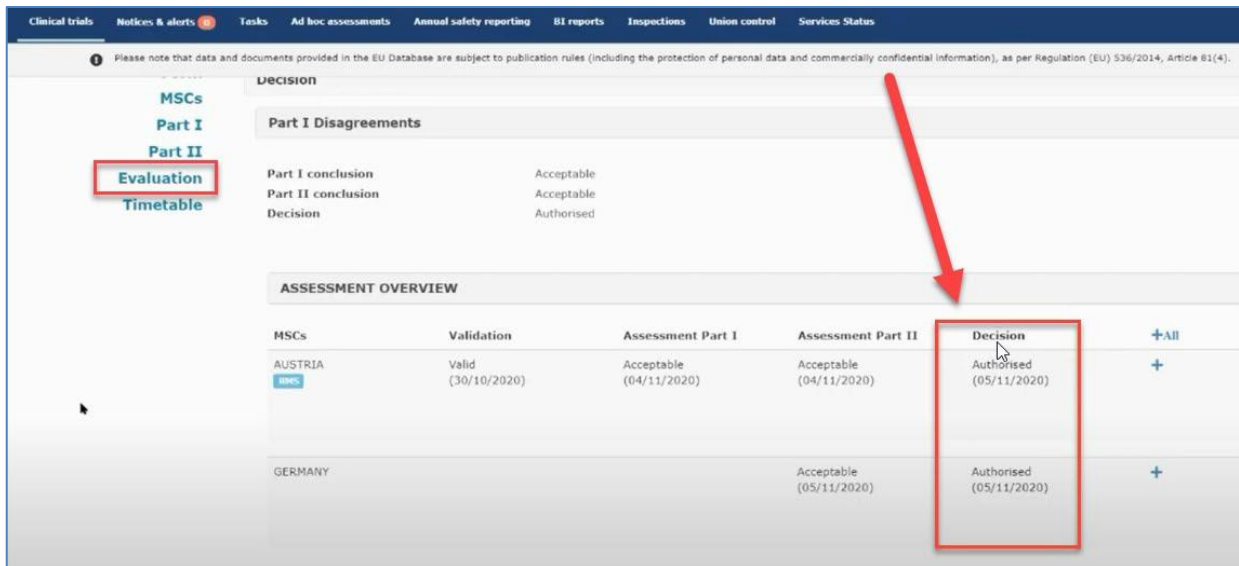 Clinical trials Notices & alerts Tasks Ad hoc assessments Annual safety reporting BI reports Inspections Union control Services Status
Please note that data and documents provided in the EU Database are subject to publication rules (including the protection of personal data and commercially confidential information), as per Regulation (EU) 536/2014, Article 81(4).
MSCs
Part I
Part II
Evaluation
Timetable
Decision
Part I Disagreements
Part I conclusion Acceptable
Part II conclusion Acceptable
Decision Authorised
ASSESSMENT OVERVIEW
MSCs Validation Assessment Part I Assessment Part II Decision +All
AUSTRIA Valid Acceptable Acceptable Authorised +
RMS (30/10/2020) (04/11/2020) (04/11/2020) (05/11/2020)
GERMANY Acceptable Authorised +
(05/11/2020) (05/11/2020)